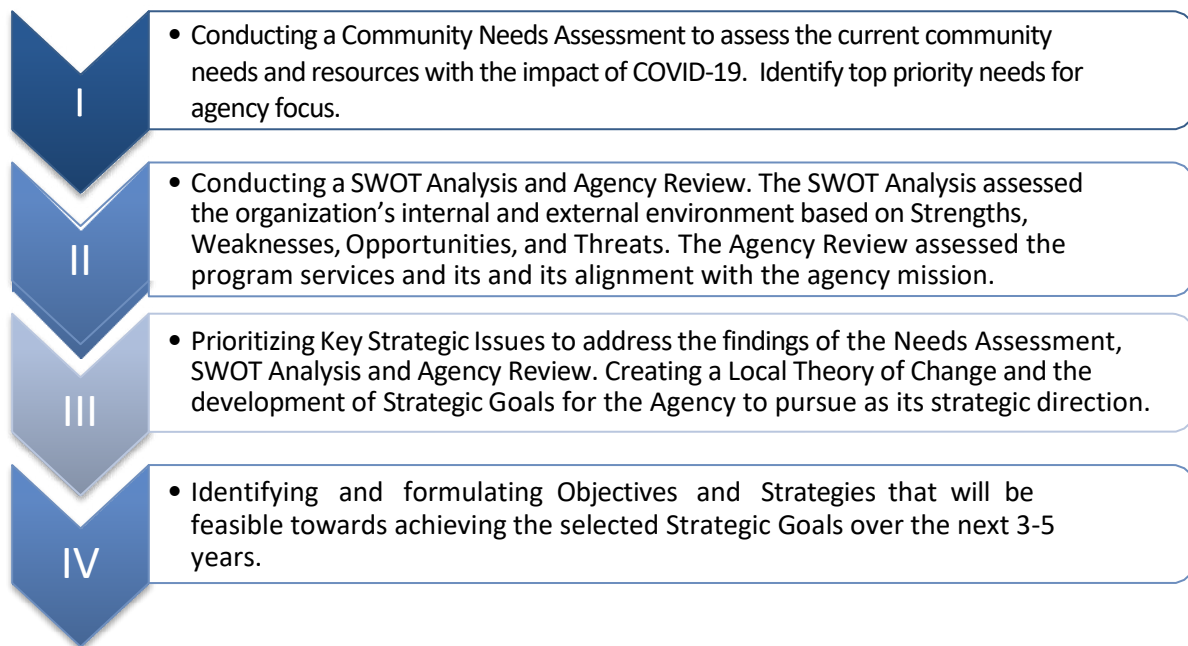 I
• Conducting a Community Needs Assessment to assess the current community
needs and resources with the impact of COVID-19. Identify top priority needs for
agency focus.
II
• Conducting a SWOT Analysis and Agency Review. The SWOT Analysis assessed
the organization’s internal and external environment based on Strengths,
Weaknesses, Opportunities, and Threats. The Agency Review assessed the
program services and its and its alignment with the agency mission.
III
• Prioritizing Key Strategic Issues to address the findings of the Needs Assessment,
SWOT Analysis and Agency Review. Creating a Local Theory of Change and the
development of Strategic Goals for the Agency to pursue as its strategic direction.
IV
• Identifying and formulating Objectives and Strategies that will be
feasible towards achieving the selected Strategic Goals over the next 3-5
years.